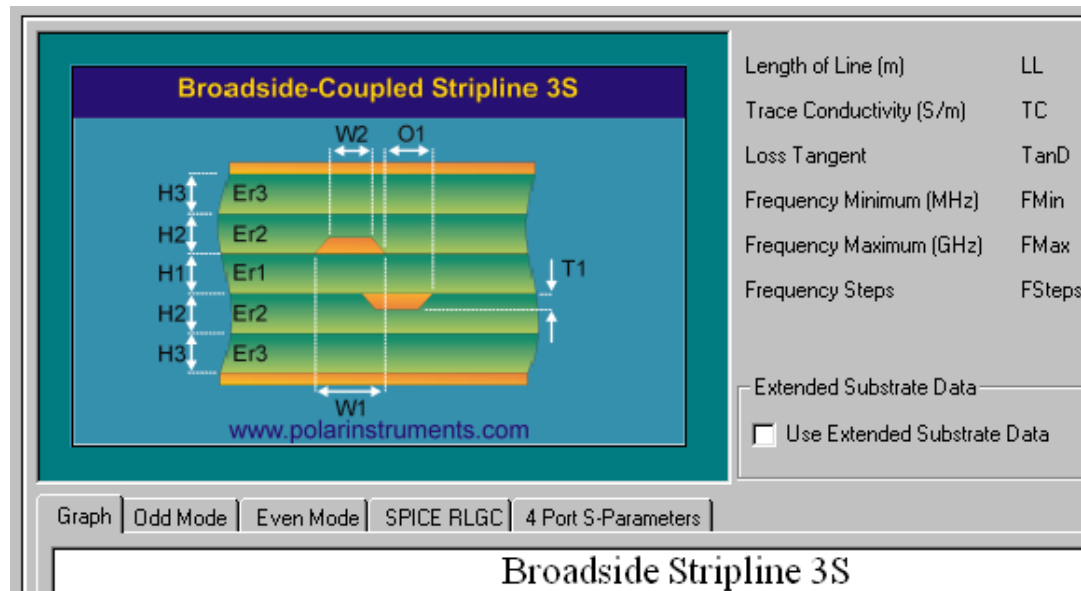 Broadside-Coupled Stripline 3S
W2 O1
H3 Er3
H2 Er2
H1 Er1 T1
H2 Er2
H3 Er3
W1
www.polarinstruments.com
Length of Line (m) LL
Trace Conductivity (S/m) TC
Loss Tangent TanD
Frequency Minimum (MHz) FMin
Frequency Maximum (GHz) FMax
Frequency Steps FSteps
Extended Substrate Data
Use Extended Substrate Data
Graph Odd Mode Even Mode SPICE RLGC 4 Port S-Parameters
Broadside Stripline 3S